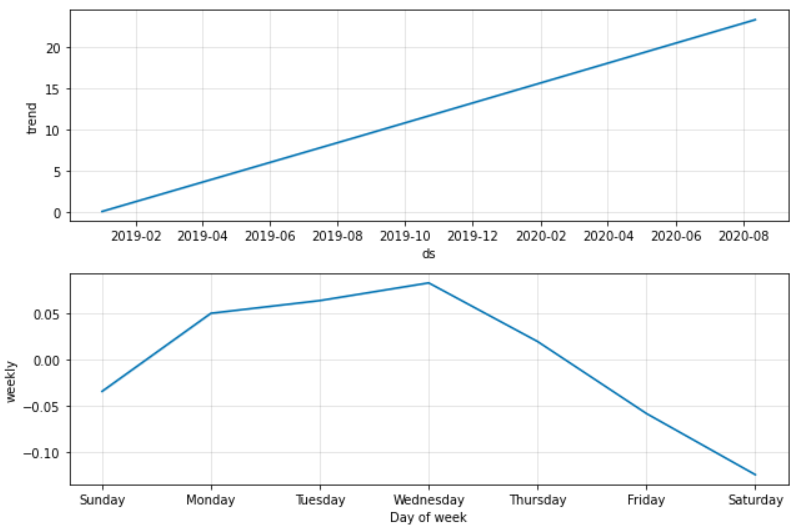 20
15
10
5
0
trend
2019-02 2019-04 2019-06 2019-08 2019-10 2019-12 2020-02 2020-04 2020-06 2020-08
ds
0.05
0.00
−0.05
−0.10
weekly
Sunday Monday Tuesday Wednesday Thursday Friday Saturday
Day of week